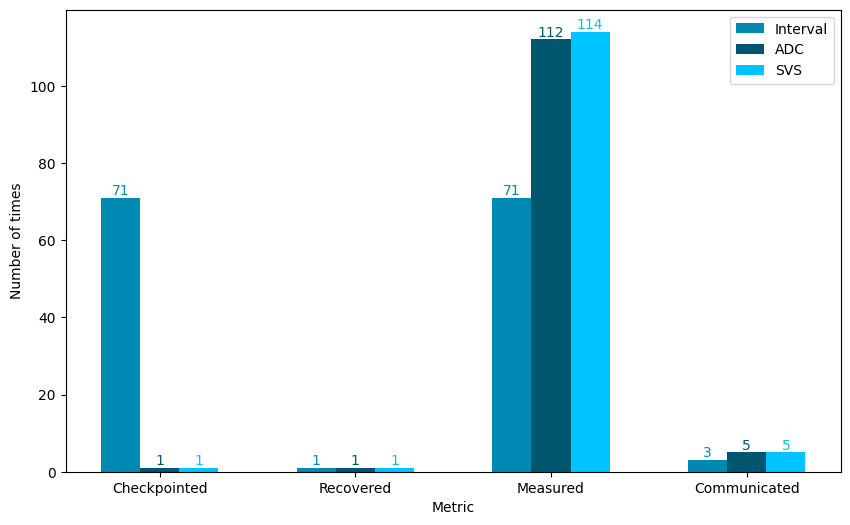 Interval
ADC
SVS
Number of times
100
80
60
40
20
0
71
1
1
1
1
1
71
112
114
3
5
5
Checkpointed
Recovered
Measured
Communicated
Metric